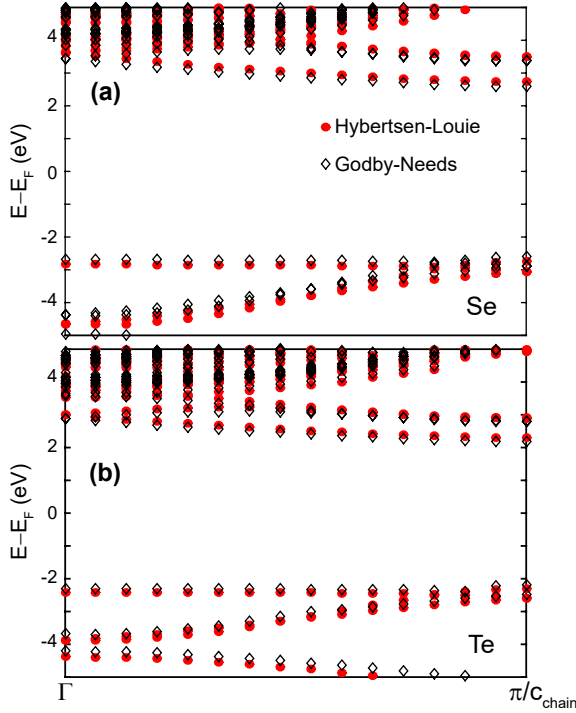 4
2
0
-2
-4
E−E_F (eV)
(a)
Hybertsen-Louie
Godby-Needs
Se
4
2
0
-2
-4
E−E_F (eV)
(b)
Te
Γ
π/c_chain